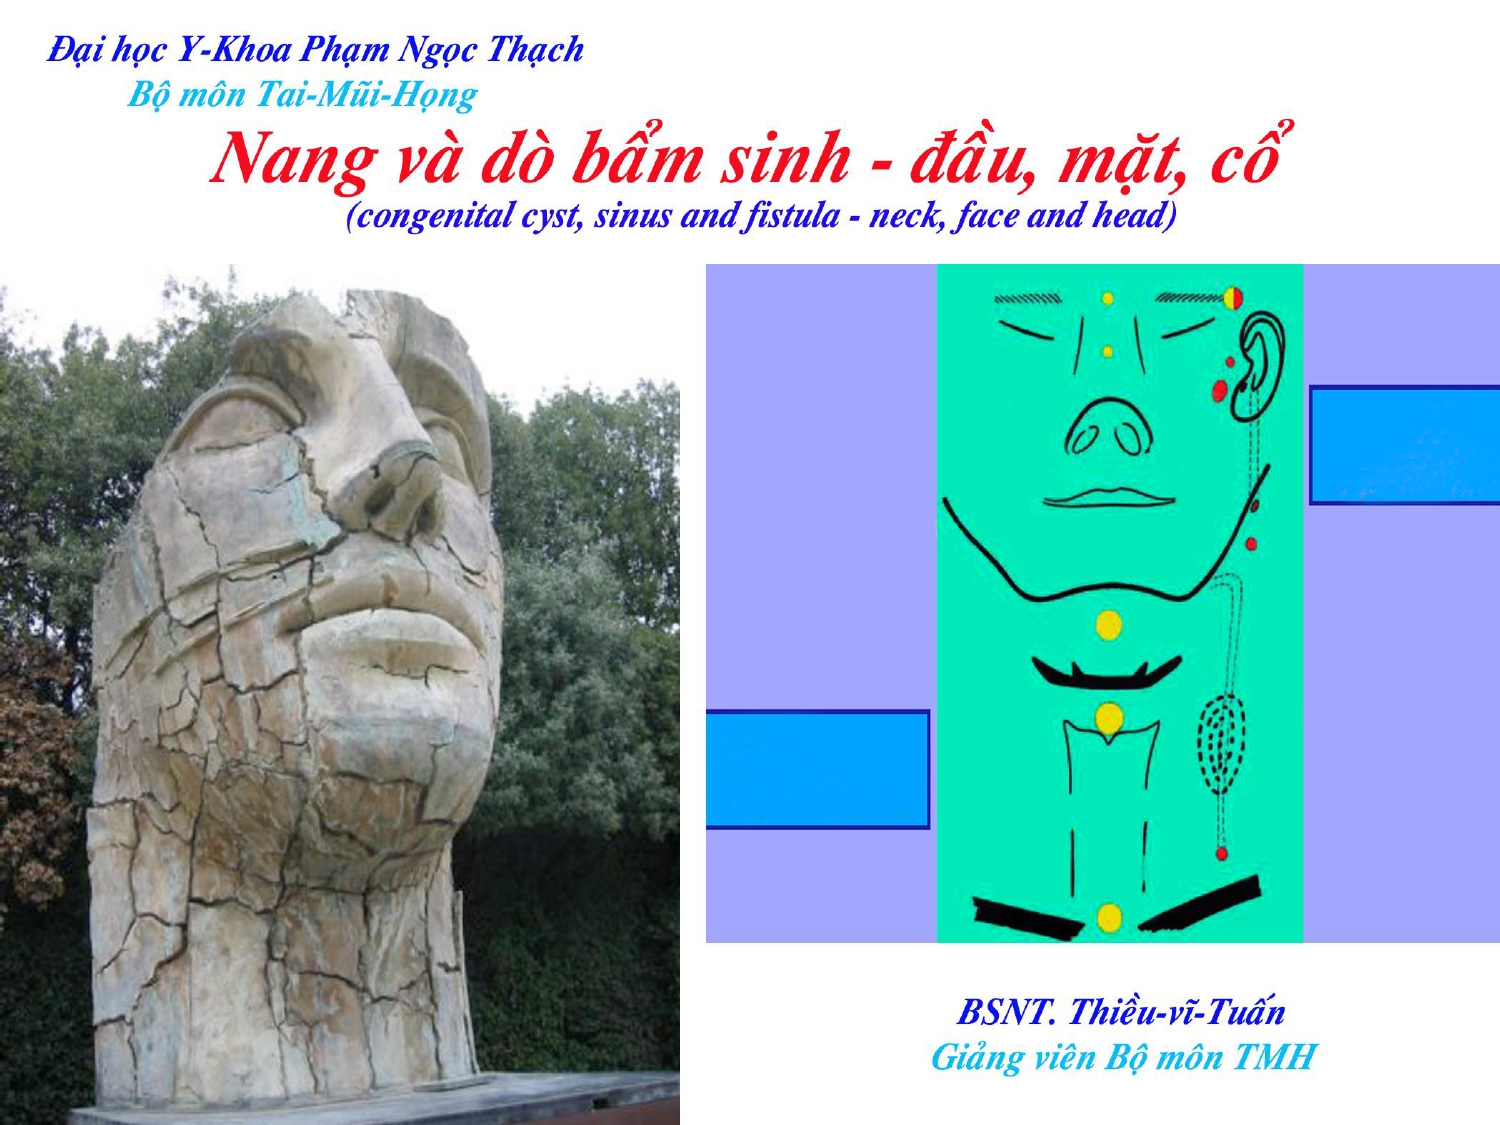 Đại học Y-Khoa Phạm Ngọc Thạch
Bộ môn Tai-Mũi-Họng
Nang và dò bẩm sinh - đầu, mặt, cổ
(congenital cyst, sinus and fistula - neck, face and head)
BSNT. Thiều-vĩ-Tuấn
Giảng viên Bộ môn TMH